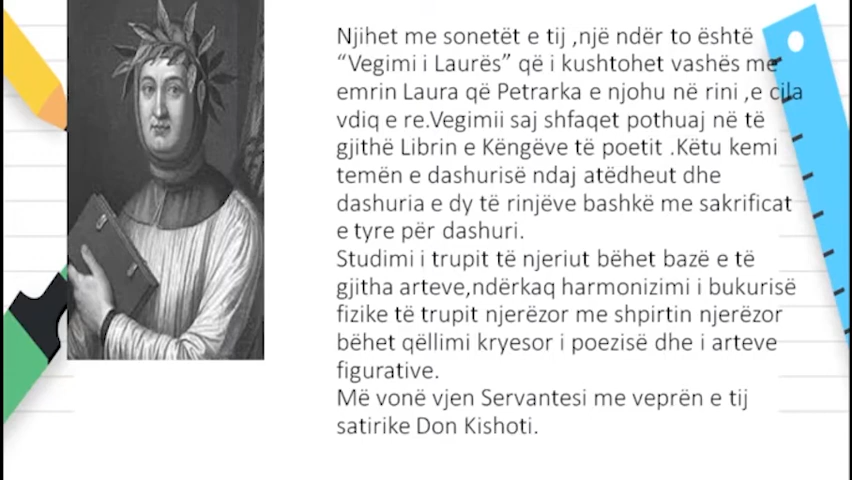 Njihet me sonetët e tij ,një ndër to është
“Vegimi i Laurës” që i kushtohet vashës me
emrin Laura që Petrarka e njohu në rini ,e cila
vdiq e re.Vegimii saj shfaqet pothuaj në të
gjithë Librin e Këngëve të poetit .Këtu kemi
temën e dashurisë ndaj atëdheut dhe
dashuria e dy të rinjëve bashkë me sakrificat
e tyre për dashuri.
Studimi i trupit të njeriut bëhet bazë e të
gjitha arteve,ndërkaq harmonizimi i bukurisë
fizike të trupit njerëzor me shpirtin njerëzor
bëhet qëllimi kryesor i poezisë dhe i arteve
figurative.
Më vonë vjen Servantesi me veprën e tij
satirike Don Kishoti.